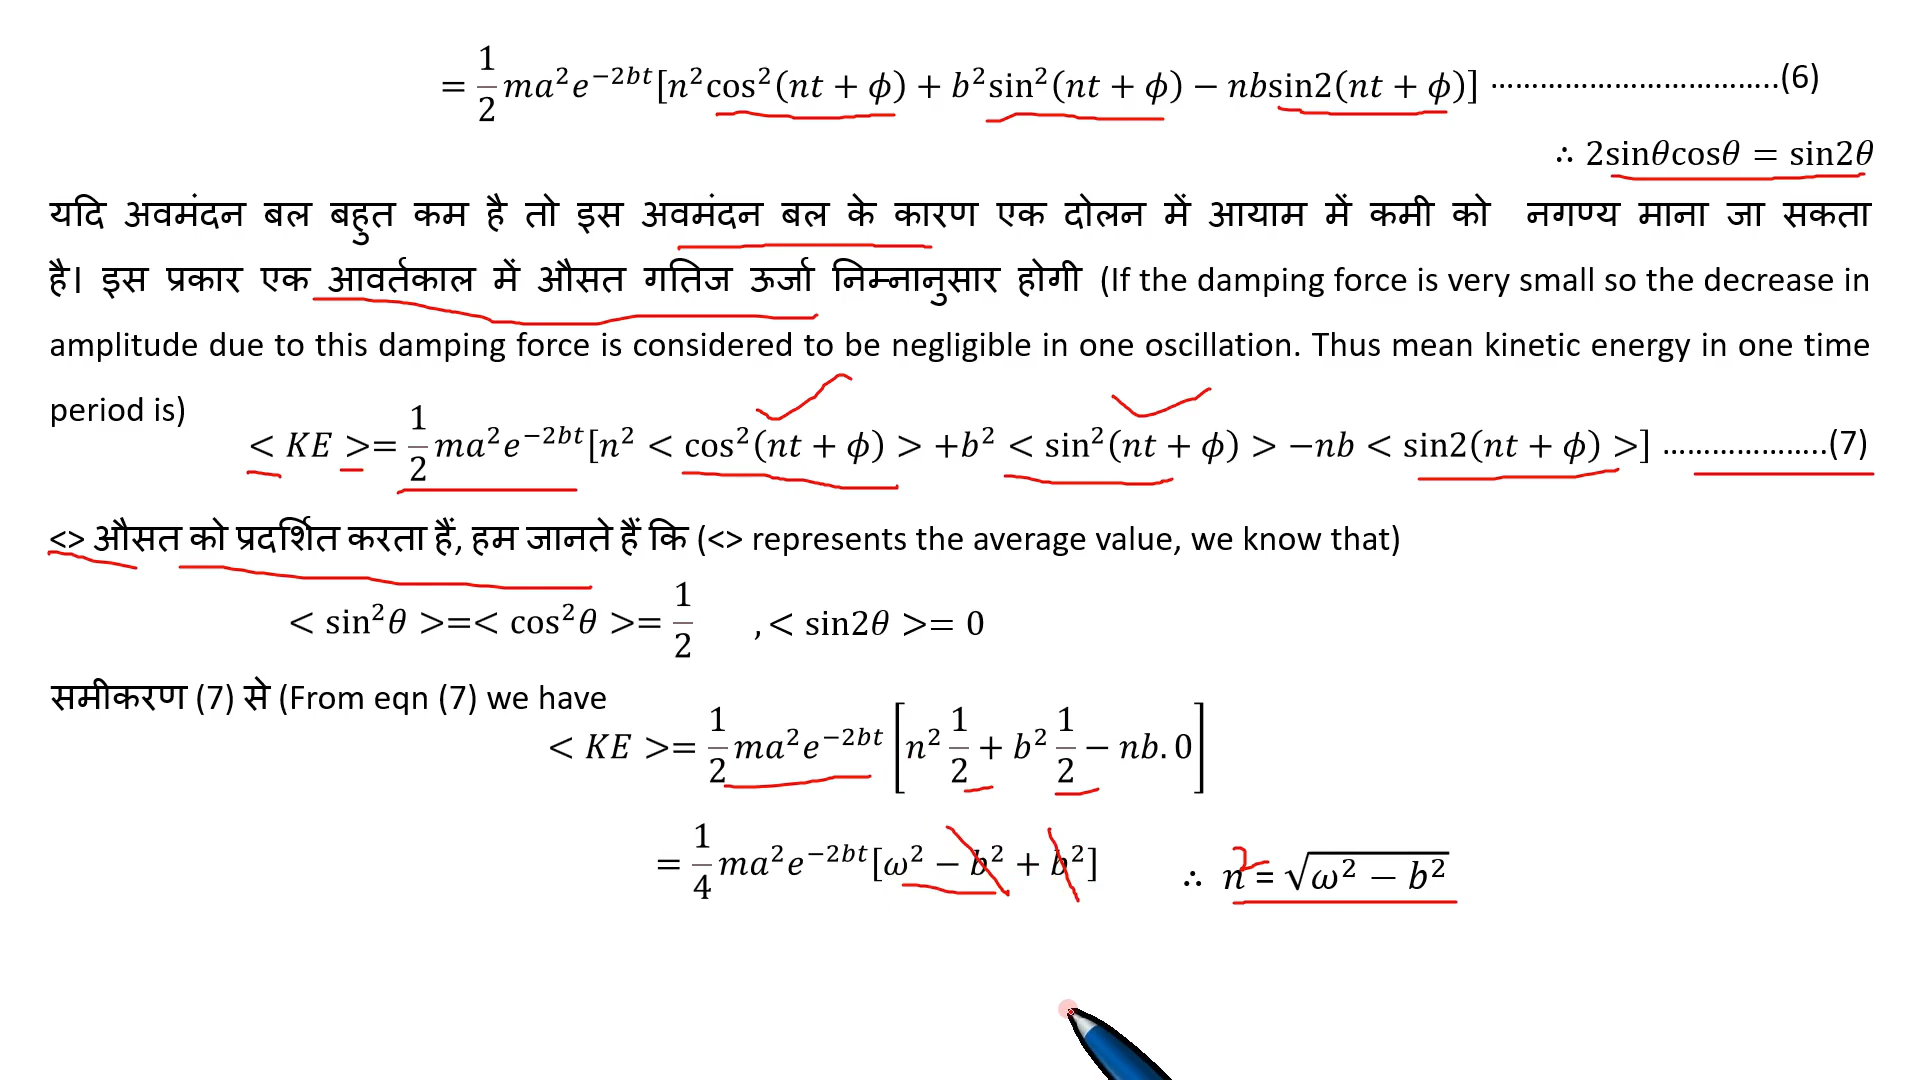 = 1/2 ma²e^{−2bt}[n²cos²(nt + ϕ) + b²sin²(nt + ϕ) − nbsin2(nt + ϕ)] ……………………………..(6)
∴ 2sinθcosθ = sin2θ
यदि अवमंदन बल बहुत कम है तो इस अवमंदन बल के कारण एक दोलन में आयाम में कमी को नगण्य माना जा सकता
है। इस प्रकार एक आवर्तकाल में औसत गतिज ऊर्जा निम्नानुसार होगी (If the damping force is very small so the decrease in
amplitude due to this damping force is considered to be negligible in one oscillation. Thus mean kinetic energy in one time
period is)
< KE >= 1/2 ma²e^{−2bt}[n² < cos²(nt + ϕ) > +b² < sin²(nt + ϕ) > −nb < sin2(nt + ϕ) >] ………………..(7)
<> औसत को प्रदर्शित करता हैं, हम जानते हैं कि (<> represents the average value, we know that)
< sin²θ >=< cos²θ >= 1/2 ,< sin2θ >= 0
समीकरण (7) से (From eqn (7) we have
< KE >= 1/2 ma²e^{−2bt} [n² 1/2 + b² 1/2 − nb. 0]
= 1/4 ma²e^{−2bt}[ω² − b² + b²] ∴ n² = √(ω² − b²)